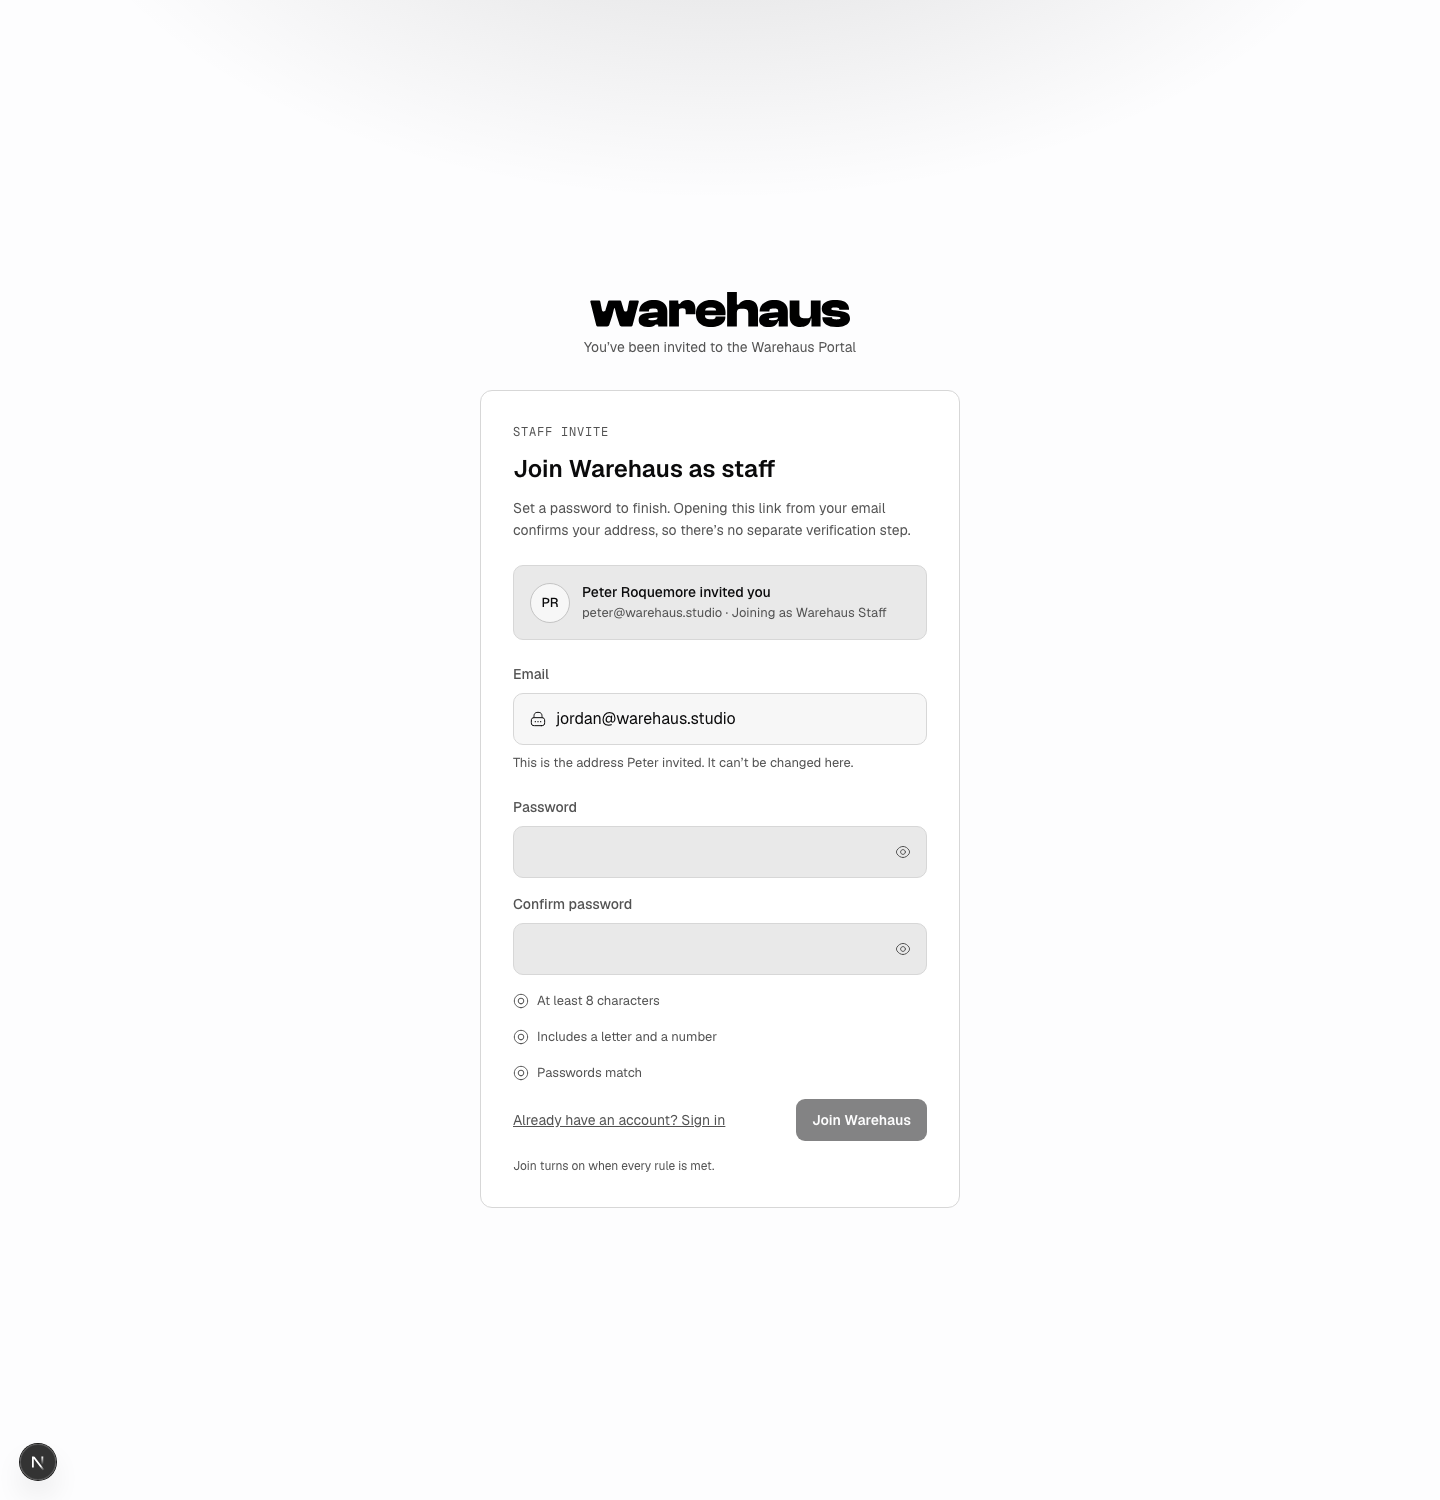 warehaus
You’ve been invited to the Warehaus Portal
STAFF INVITE
Join Warehaus as staff
Set a password to finish. Opening this link from your email
confirms your address, so there’s no separate verification step.
PR
Peter Roquemore invited you
peter@warehaus.studio · Joining as Warehaus Staff
Email
jordan@warehaus.studio
This is the address Peter invited. It can’t be changed here.
Password
Confirm password
At least 8 characters
Includes a letter and a number
Passwords match
Already have an account? Sign in
Join Warehaus
Join turns on when every rule is met.
N